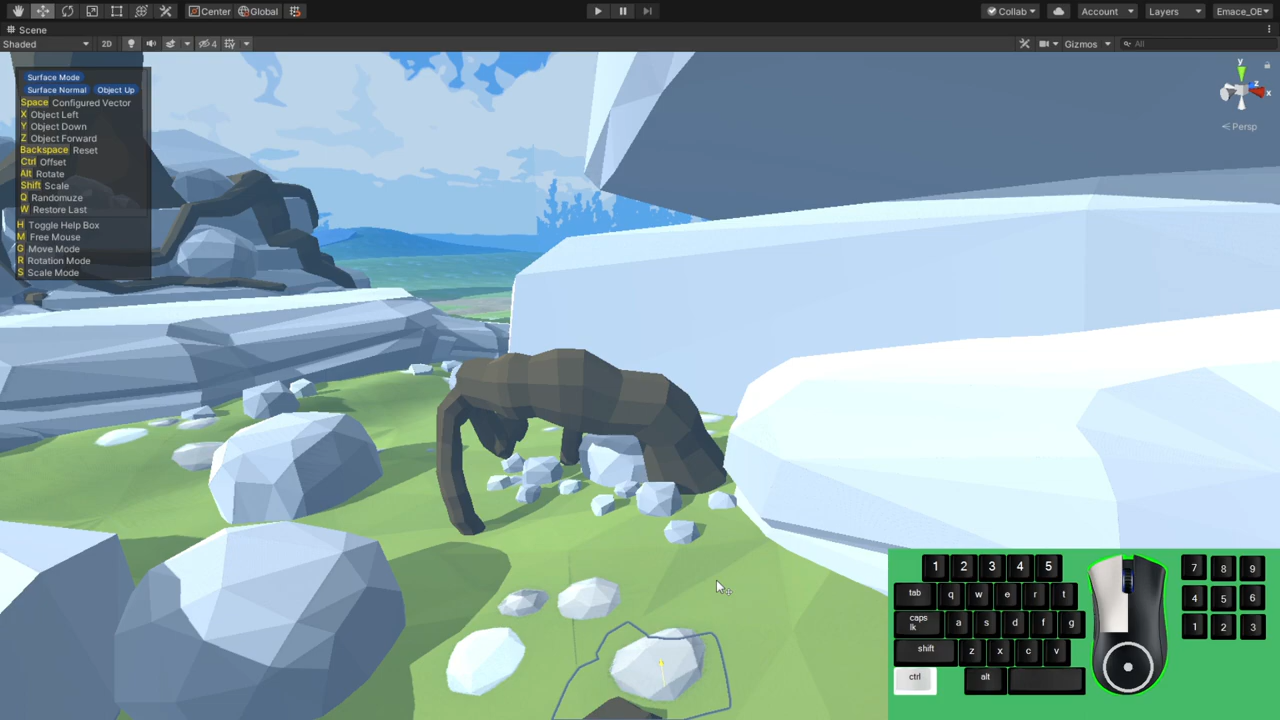 Center Global Collab Account Layers Emace_OE
Scene
Shaded 2D 4 Gizmos All
Surface Mode
Surface Normal Object Up
Space Configured Vector
X Object Left
Y Object Down
Z Object Forward
Backspace Reset
Ctrl Offset
Alt Rotate
Shift Scale
Q Randomuze
W Restore Last
H Toggle Help Box
M Free Mouse
G Move Mode
R Rotation Mode
S Scale Mode
y
z
x
Persp
1 2 3 4 5 7 8 9
tab q w e r t 4 5 6
caps lk a s d f g 1 2 3
shift z x c v
ctrl alt